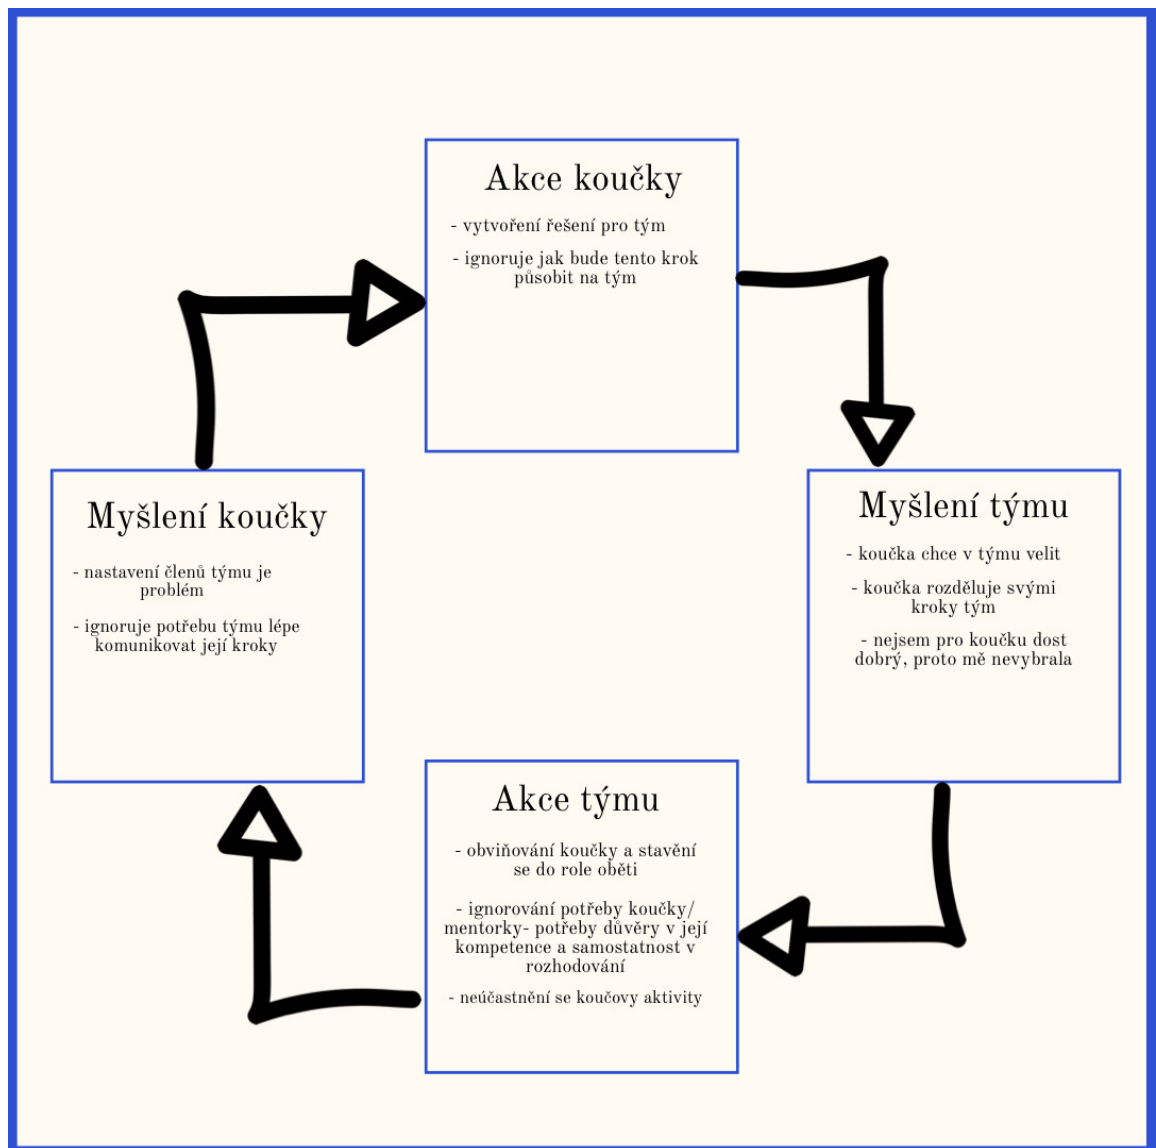 Akce koučky
- vytvoření řešení pro tým
- ignoruje jak bude tento krok
působit na tým
Myšlení koučky
- nastavení členů týmu je
problém
- ignoruje potřebu týmu lépe
komunikovat její kroky
Myšlení týmu
- koučka chce v týmu velit
- koučka rozděluje svými
kroky tým
- nejsem pro koučku dost
dobrý, proto mě nevybrala
Akce týmu
- obviňování koučky a stavění
se do role oběti
- ignorování potřeby koučky/
mentorky- potřeby důvěry v její
kompetence a samostatnost v
rozhodování
- neúčastnění se koučovy aktivity